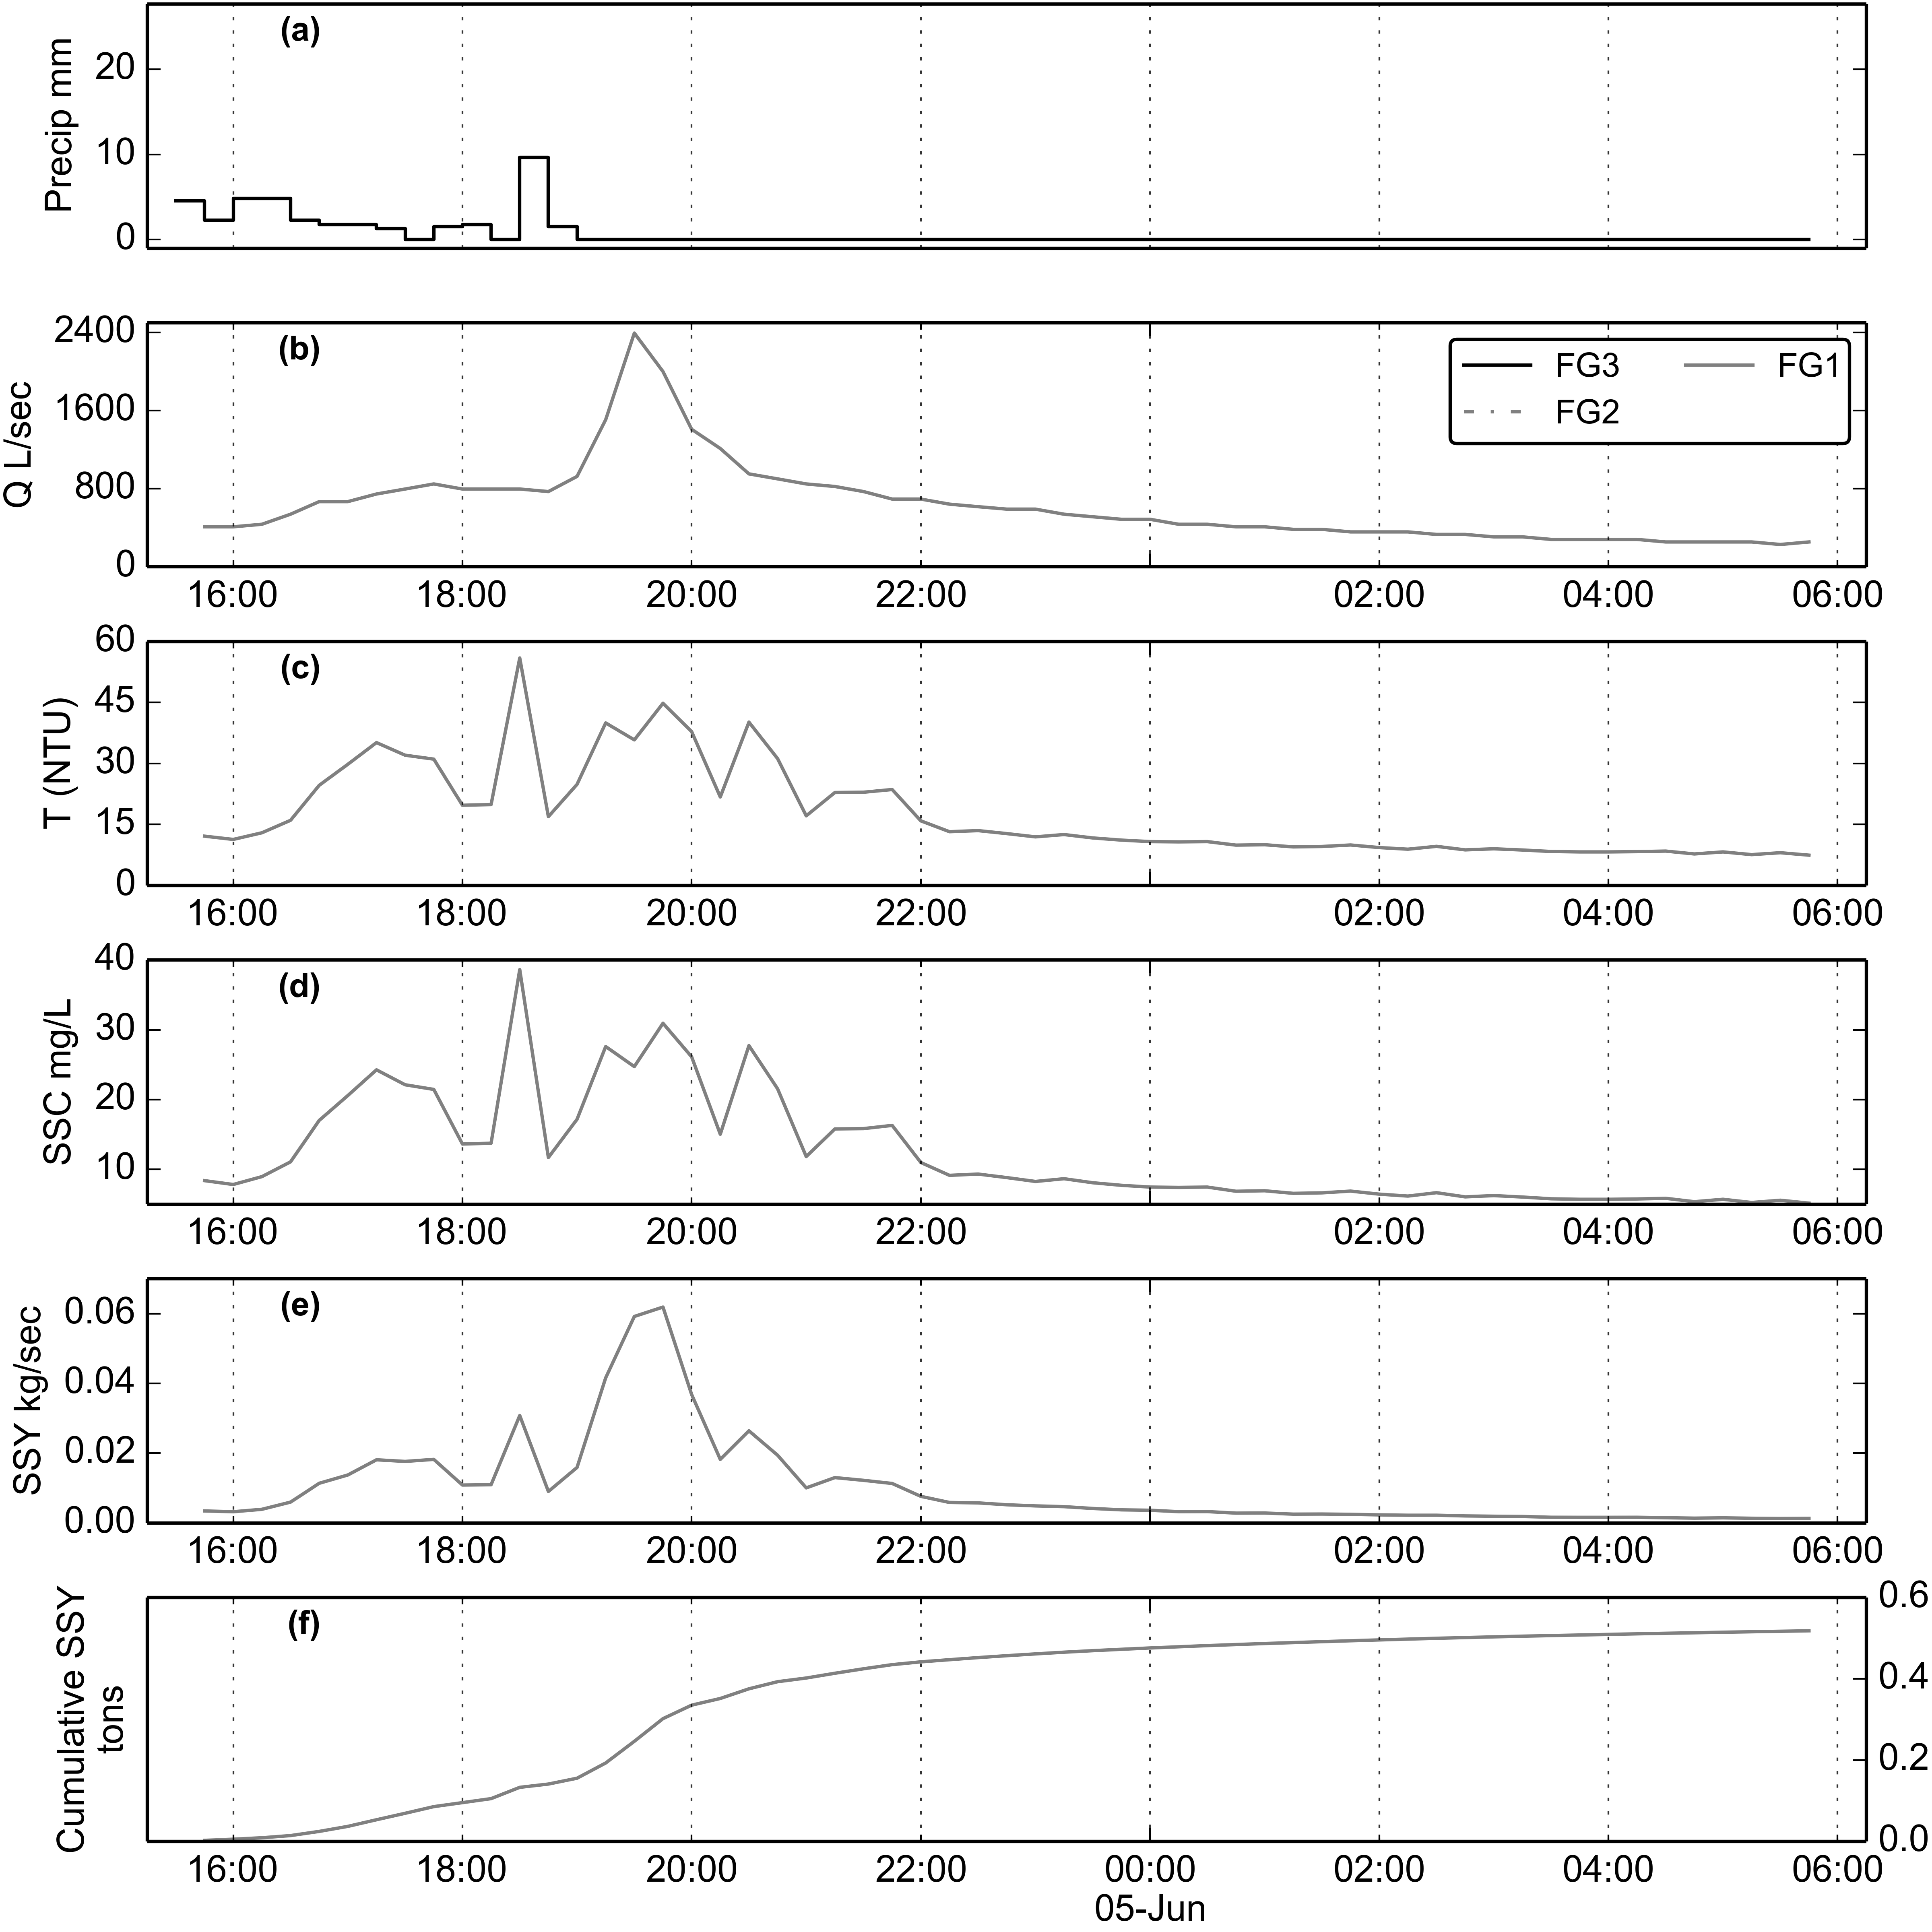 (a)
Precip mm
20
10
0
(b)
Q L/sec
2400
1600
800
0
FG3 FG1
FG2
16:00 18:00 20:00 22:00 02:00 04:00 06:00
(c)
T (NTU)
60
45
30
15
0
16:00 18:00 20:00 22:00 02:00 04:00 06:00
(d)
SSC mg/L
40
30
20
10
16:00 18:00 20:00 22:00 02:00 04:00 06:00
(e)
SSY kg/sec
0.06
0.04
0.02
0.00
16:00 18:00 20:00 22:00 02:00 04:00 06:00
(f)
Cumulative SSY
tons
0.6
0.4
0.2
0.0
16:00 18:00 20:00 22:00 00:00 02:00 04:00 06:00
05-Jun